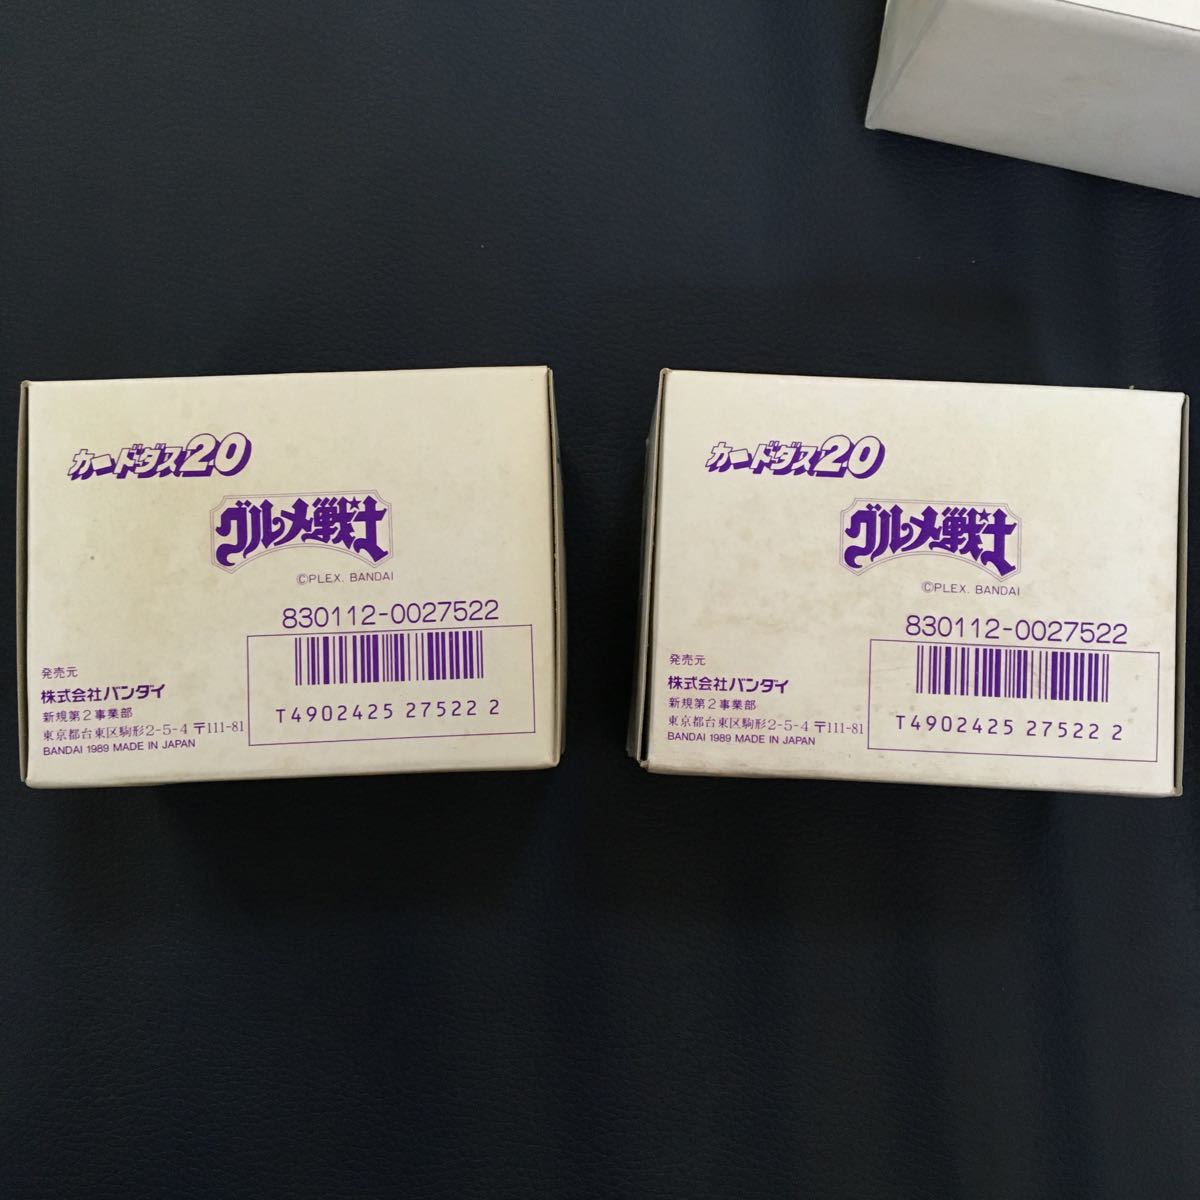 カードダス20
グルメ戦士
©PLEX. BANDAI
830112-0027522
T4902425 27522 2
発売元
株式会社バンダイ
新規第2事業部
東京都台東区駒形2-5-4 〒111-81
BANDAI 1989 MADE IN JAPAN
カードダス20
グルメ戦士
©PLEX. BANDAI
830112-0027522
T4902425 27522 2
発売元
株式会社バンダイ
新規第2事業部
東京都台東区駒形2-5-4 〒111-81
BANDAI 1989 MADE IN JAPAN